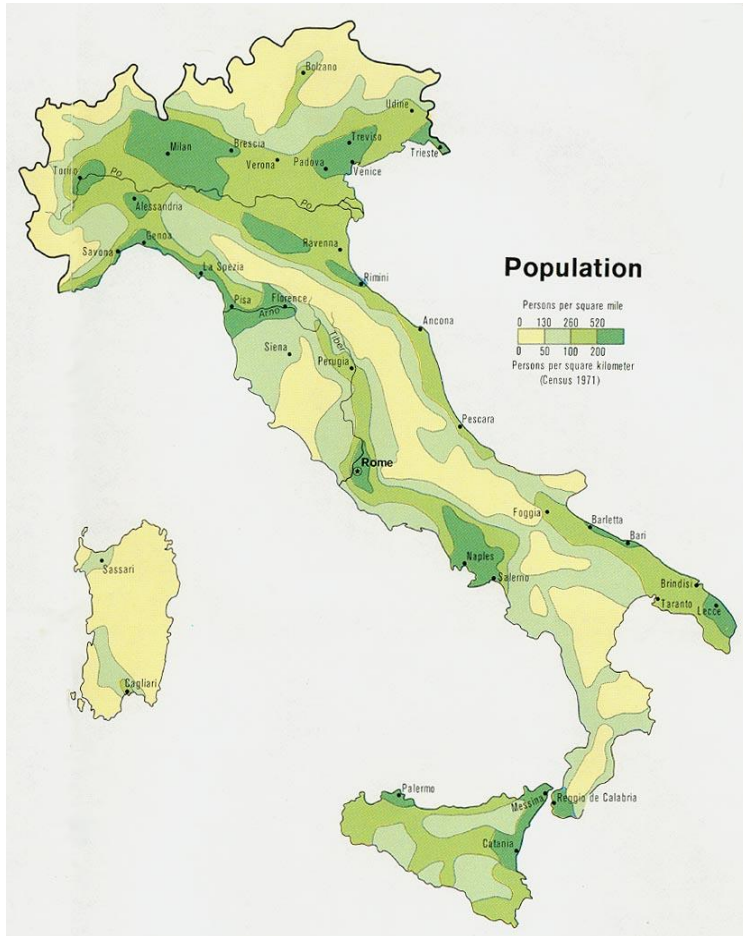 Bolzano
Udine
Treviso
Milan
Brescia
Verona
Padova
Venice
Trieste
Torino
Po
Po
Alessandria
Genoa
Savona
Ravenna
La Spezia
Rimini
Population
Pisa
Florence
Arno
Persons per square mile
0 130 260 520
Ancona
Tiber
Siena
0 50 100 200
Perugia
Persons per square kilometer
(Census 1971)
Pescara
Rome
Foggia
Barletta
Bari
Naples
Sassari
Salerno
Brindisi
Taranto
Lecce
Cagliari
Palermo
Messina
Reggio de Calabria
Catania